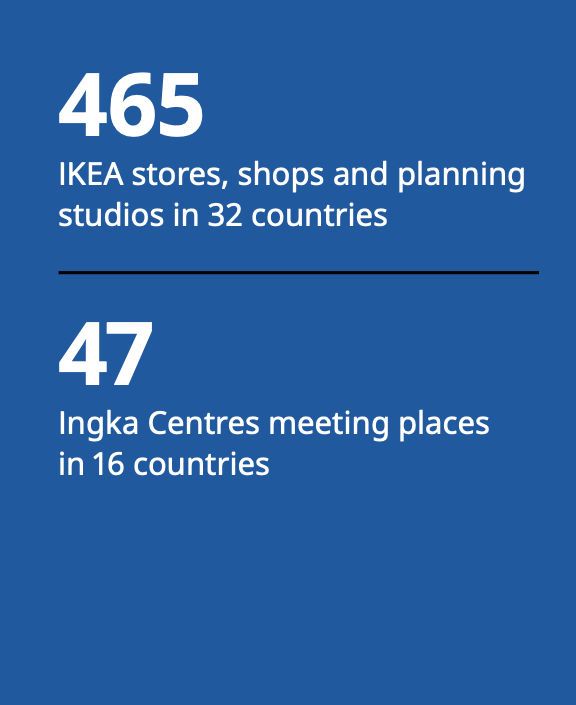 465
IKEA stores, shops and planning
studios in 32 countries
47
Ingka Centres meeting places
in 16 countries